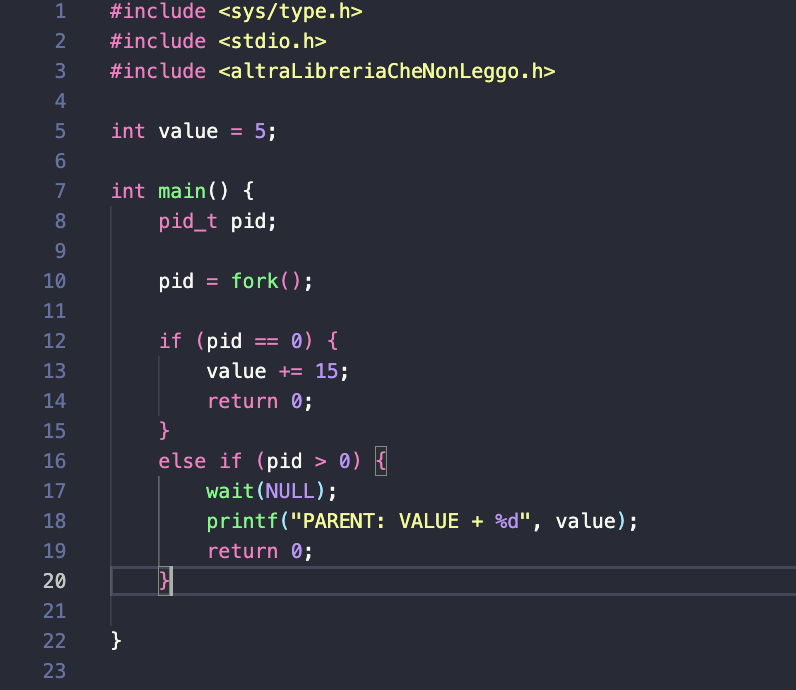 1 #include <sys/type.h>
2 #include <stdio.h>
3 #include <altraLibreriaCheNonLeggo.h>
4
5 int value = 5;
6
7 int main() {
8 pid_t pid;
9
10 pid = fork();
11
12 if (pid == 0) {
13 value += 15;
14 return 0;
15 }
16 else if (pid > 0) {
17 wait(NULL);
18 printf("PARENT: VALUE + %d", value);
19 return 0;
20 }
21
22 }
23